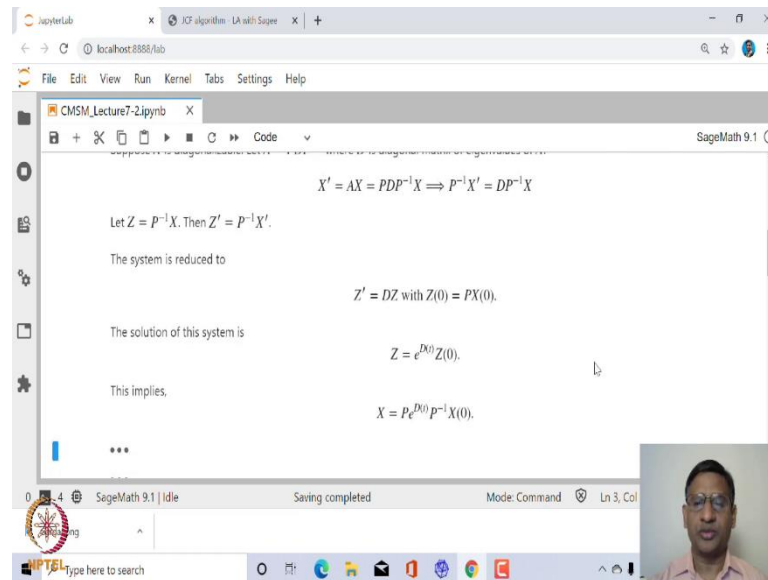 JupyterLab
JCF algorithm - LA with Sagee
localhost:8888/lab
File Edit View Run Kernel Tabs Settings Help
CMSM_Lecture7-2.ipynb
Code
SageMath 9.1
X′ = AX = PDP⁻¹X ⟹ P⁻¹X′ = DP⁻¹X
Let Z = P⁻¹X. Then Z′ = P⁻¹X′.
The system is reduced to
Z′ = DZ with Z(0) = PX(0).
The solution of this system is
Z = e^{D(t)}Z(0).
This implies,
X = Pe^{D(t)}P⁻¹X(0).
•••
0 4 SageMath 9.1 | Idle Saving completed Mode: Command Ln 3, Col
NPTEL
Type here to search